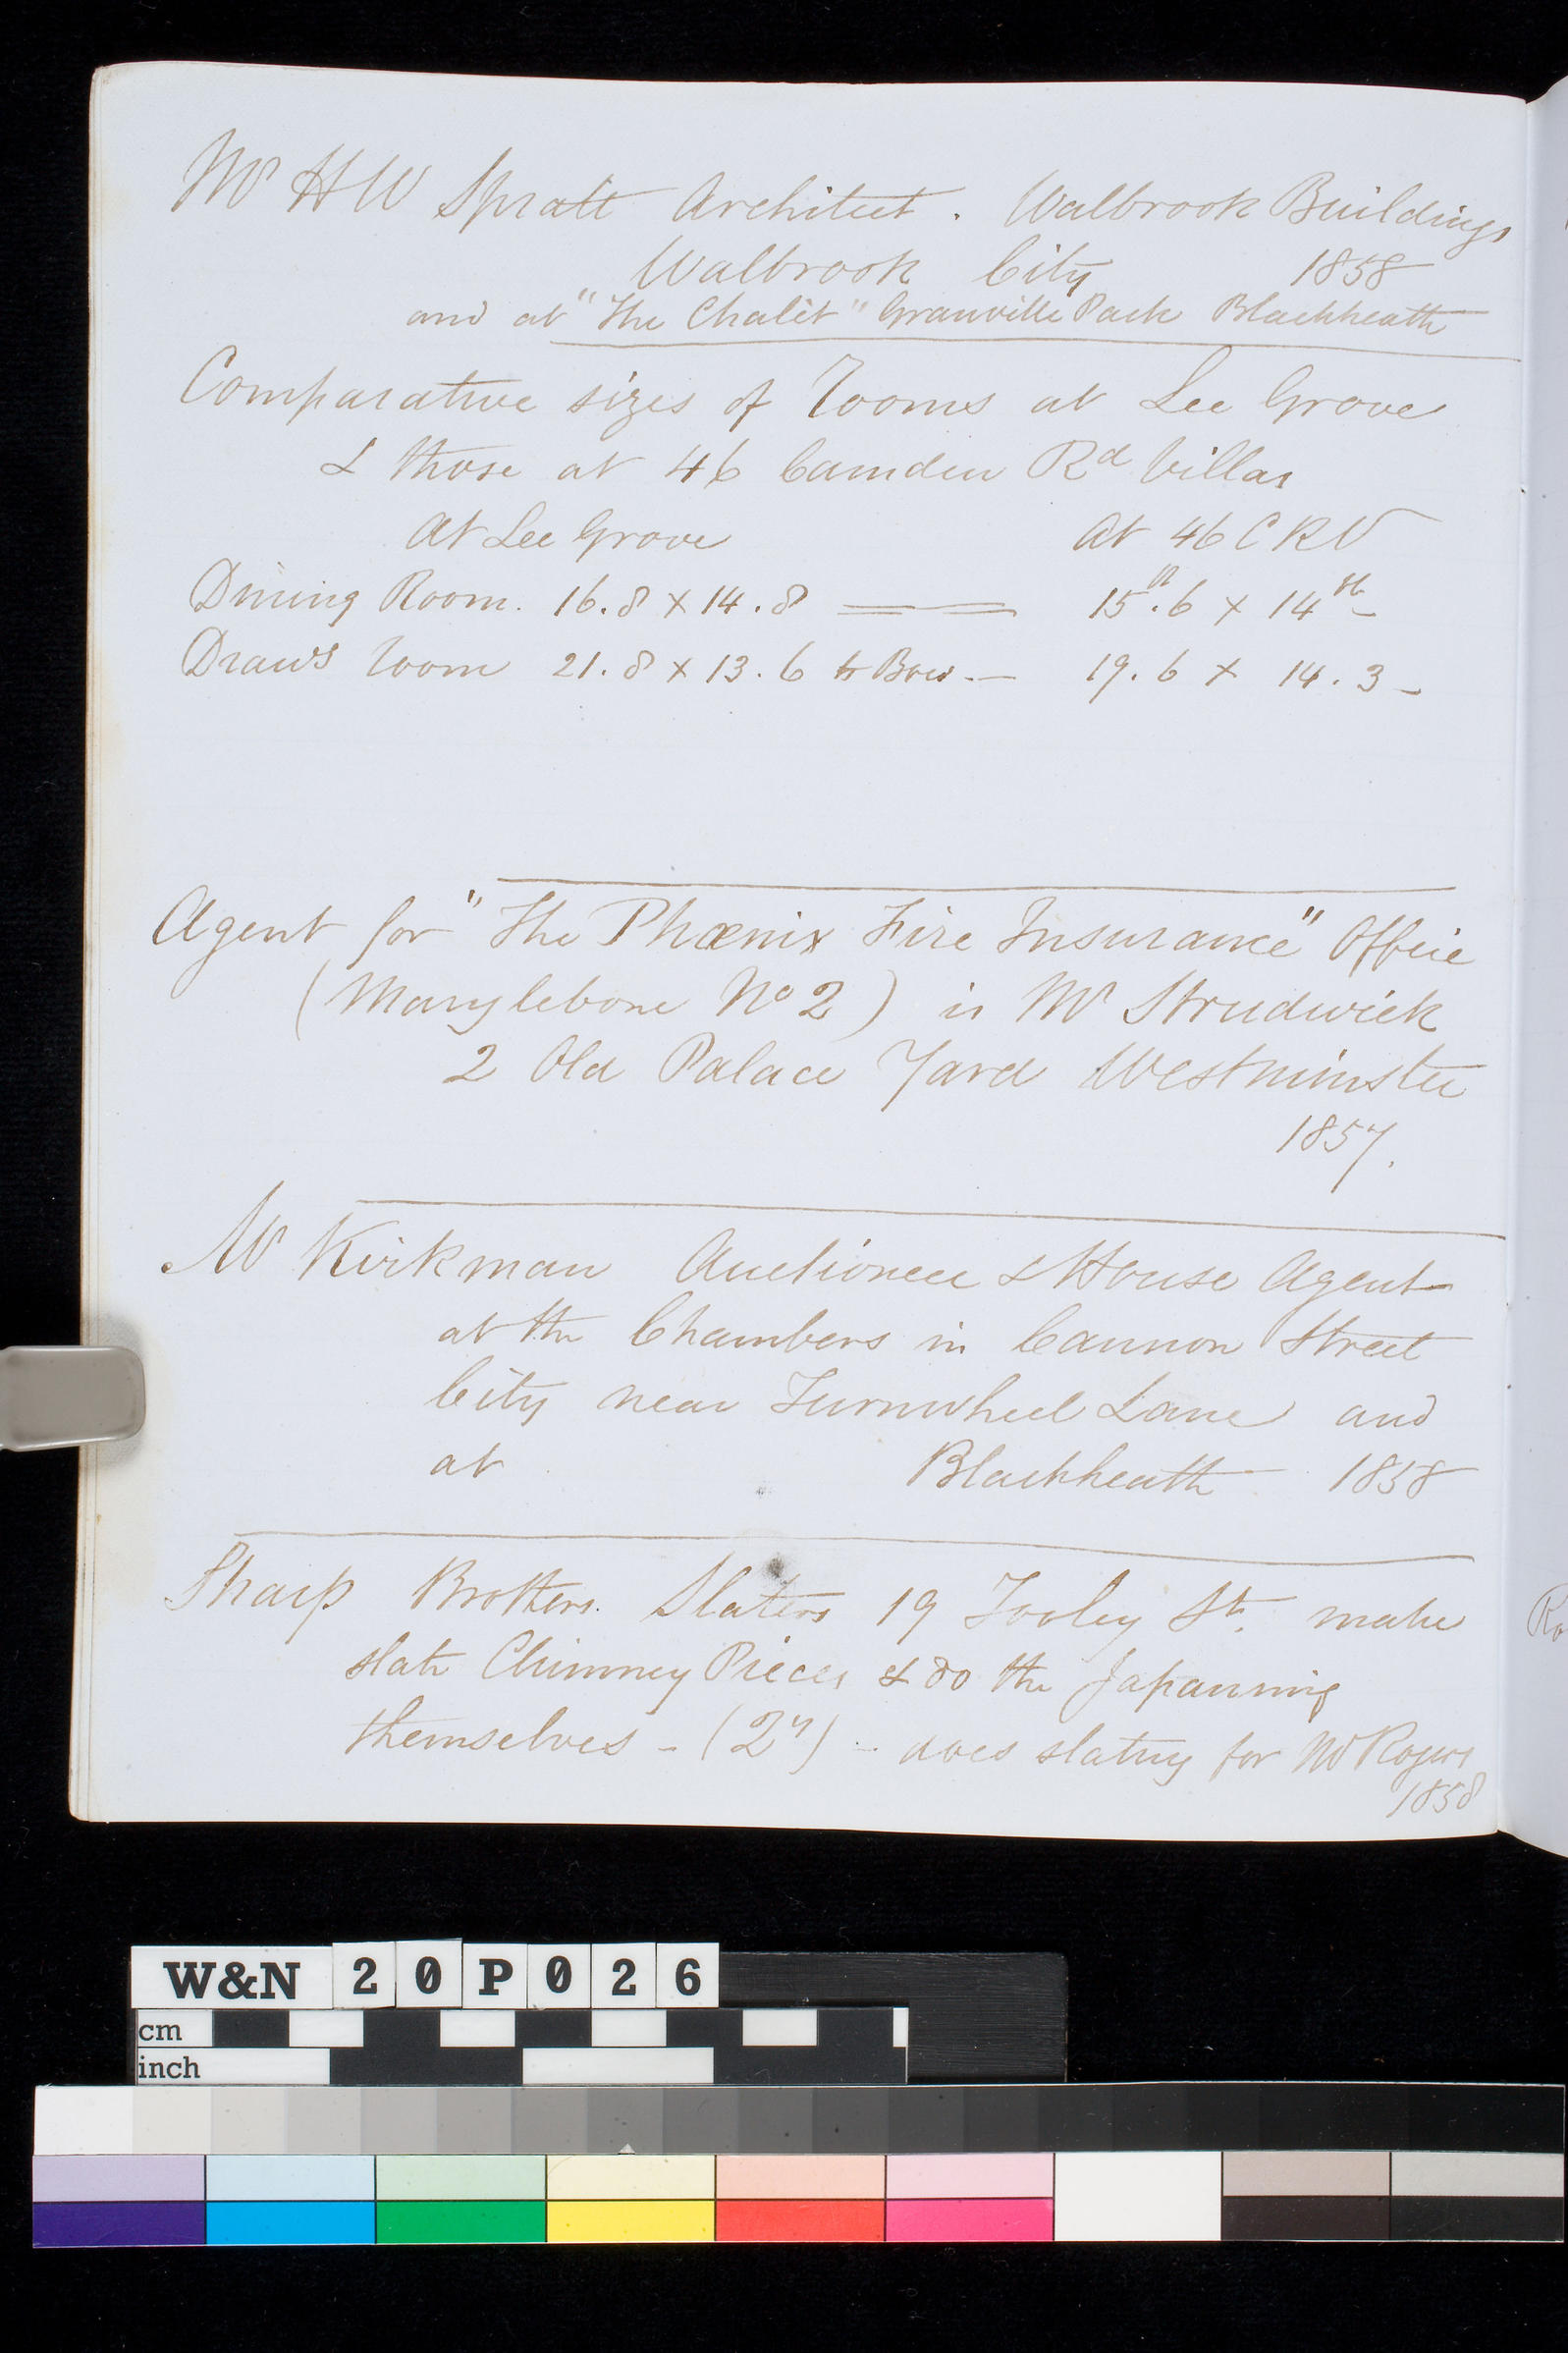 Mr H W Spratt Architect. Walbrook Buildings
Walbrook City 1858
and at "The Chalêt" Granville Park Blackheath
Comparative sizes of Rooms at Lee Grove
& those at 46 Camden Rd Villas
At Lee Grove At 46 C R V
Dining Room. 16.8 x 14.8 — 15ft.6 x 14ft -
Drawg room 21.8 x 13.6 to Bow. — 19.6 x 14.3 -
Agent for "The Phœnix Fire Insurance" Office
(Marylebone No 2) is Mr Strudwick
2 Old Palace Yard Westminster
1857.
Mr Kirkman Auctioneer & House Agent
at the Chambers in Cannon Street
City near Turnwheel Lane and
at Blackheath 1858
Sharp Brothers. Slaters 19 Tooley St. make
slate Chimney Pieces & do the Japanning
themselves - (2y) - does slating for Mr Rogers
1858
W&N 20P026
cm
inch